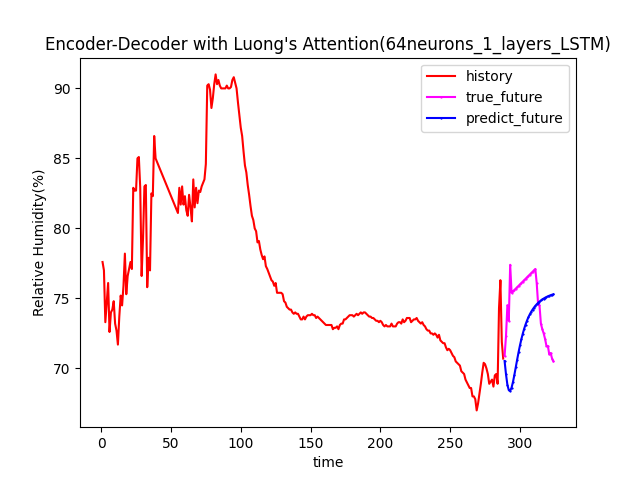 Encoder-Decoder with Luong's Attention(64neurons_1_layers_LSTM)
history
true_future
predict_future
Relative Humidity(%)
90
85
80
75
70
0 50 100 150 200 250 300
time